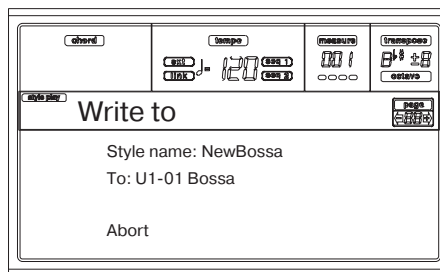 chord tempo measure transpose
ext seq 1
♩= 120 001 B♭♯ ±8
link seq 2
octave
style play
Write to
page
88
Style name: NewBossa
To: U1-01 Bossa
Abort